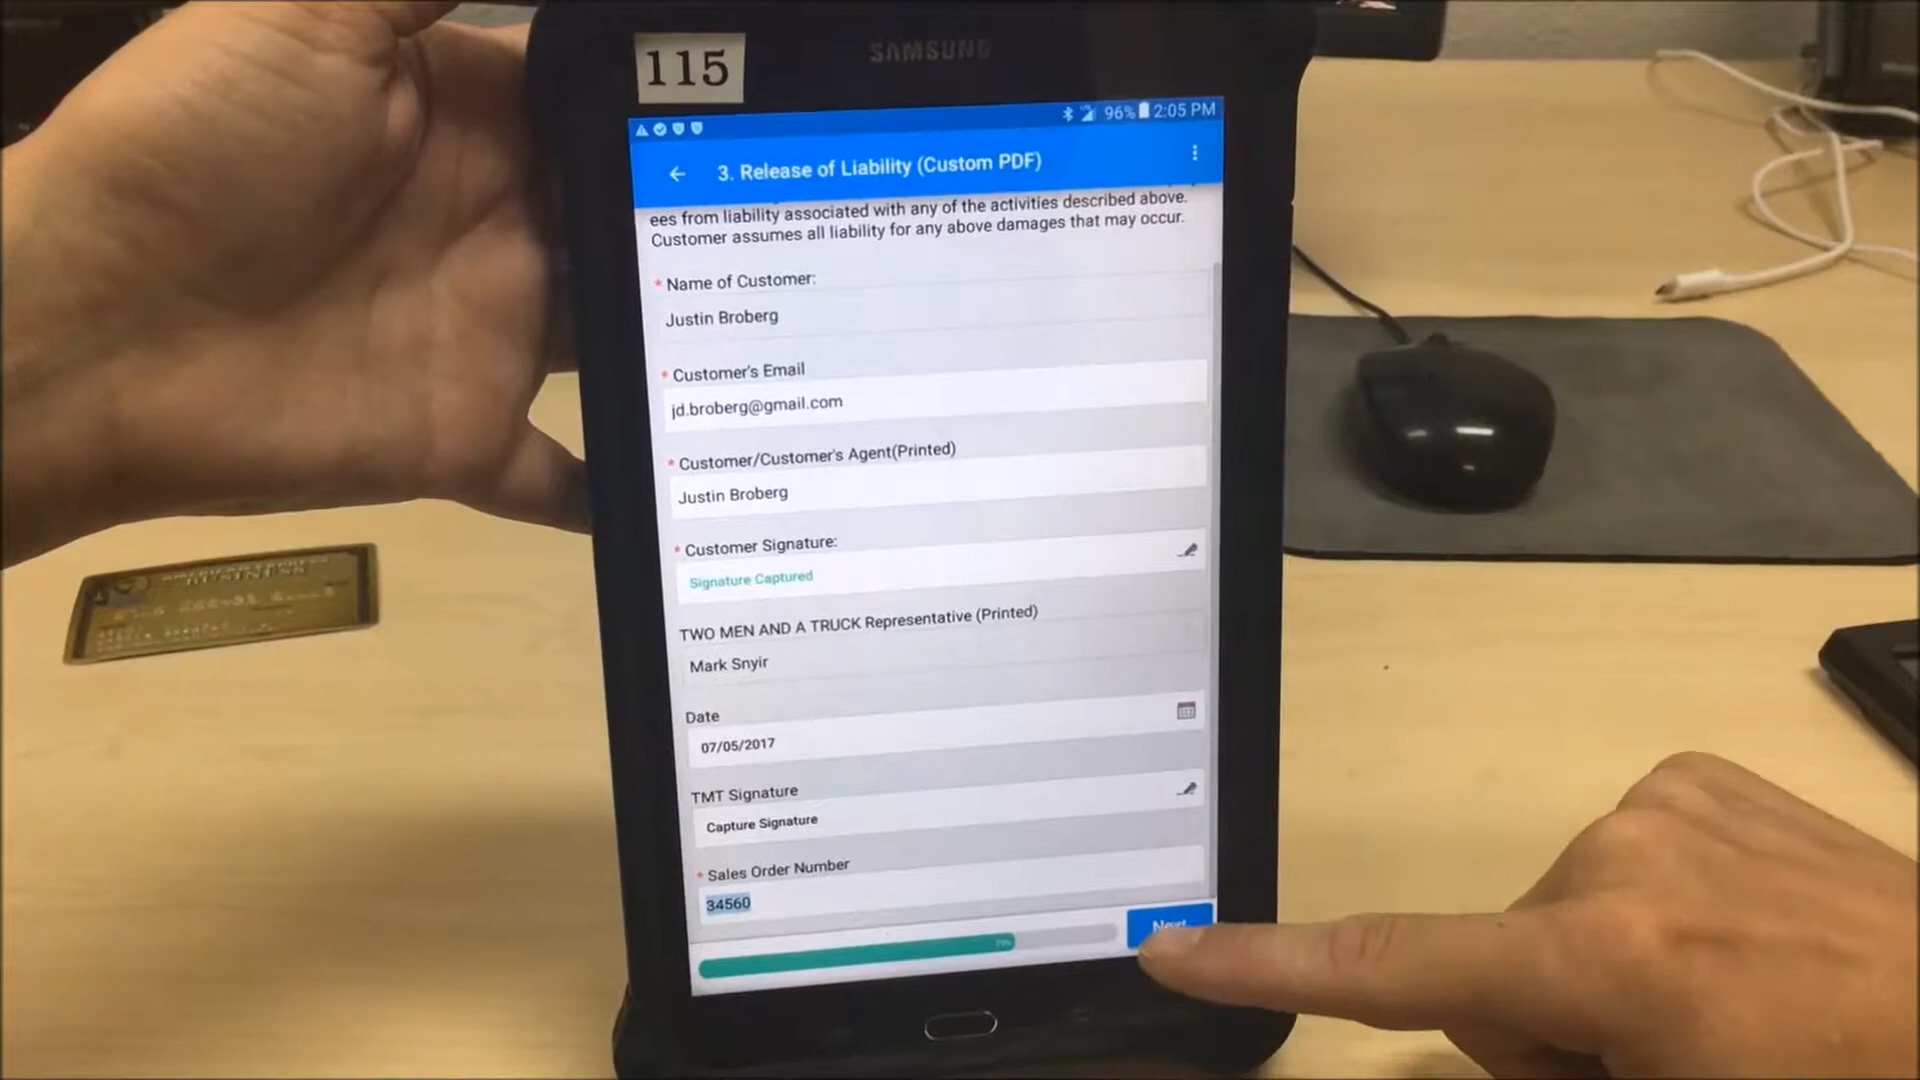 115
SAMSUNG
96% 2:05 PM
3. Release of Liability (Custom PDF)
ees from liability associated with any of the activities described above.
Customer assumes all liability for any above damages that may occur.
* Name of Customer:
Justin Broberg
* Customer's Email
jd.broberg@gmail.com
* Customer/Customer's Agent(Printed)
Justin Broberg
* Customer Signature:
Signature Captured
TWO MEN AND A TRUCK Representative (Printed)
Mark Snyir
Date
07/05/2017
TMT Signature
Capture Signature
* Sales Order Number
34560
Next
BUSINESS